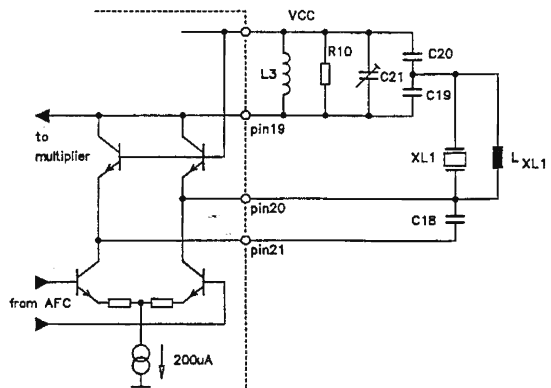 VCC
R10
C20
L3
C21
C19
pin19
to
multiplier
XL1
LXL1
pin20
C18
pin21
from AFC
200uA